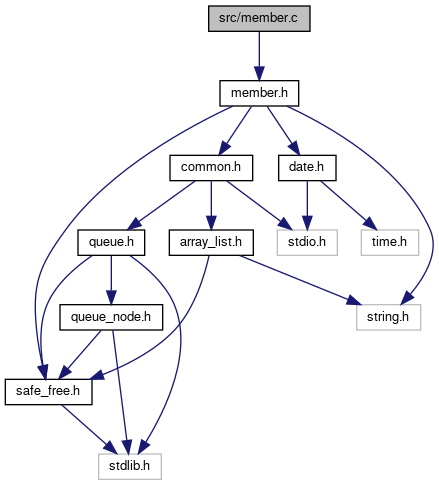 src/member.c
member.h
common.h
date.h
queue.h
array_list.h
stdio.h
time.h
queue_node.h
string.h
safe_free.h
stdlib.h